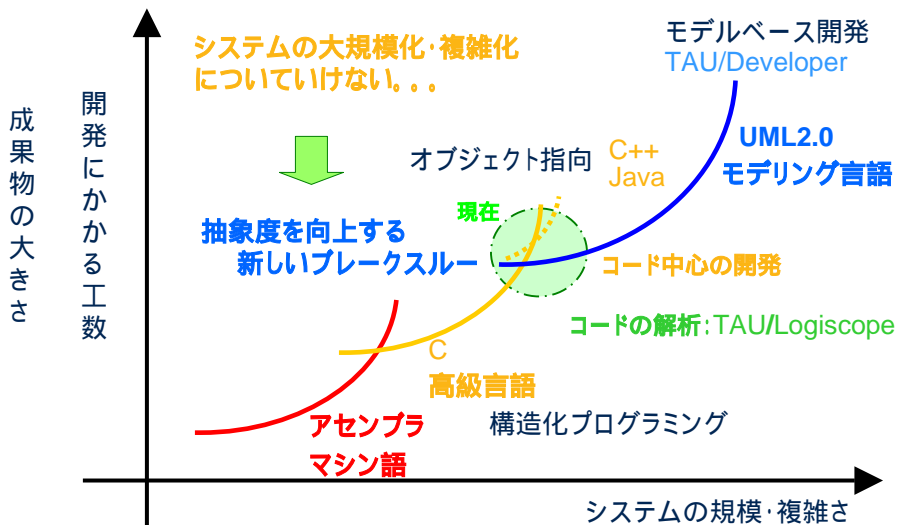 システムの大規模化・複雑化
についていけない。。。
モデルベース開発
TAU/Developer
成果物の大きさ
開発にかかる工数
オブジェクト指向
C++
Java
UML2.0
モデリング言語
現在
抽象度を向上する
新しいブレークスルー
コード中心の開発
コードの解析：TAU/Logiscope
C
高級言語
アセンブラ
マシン語
構造化プログラミング
システムの規模・複雑さ